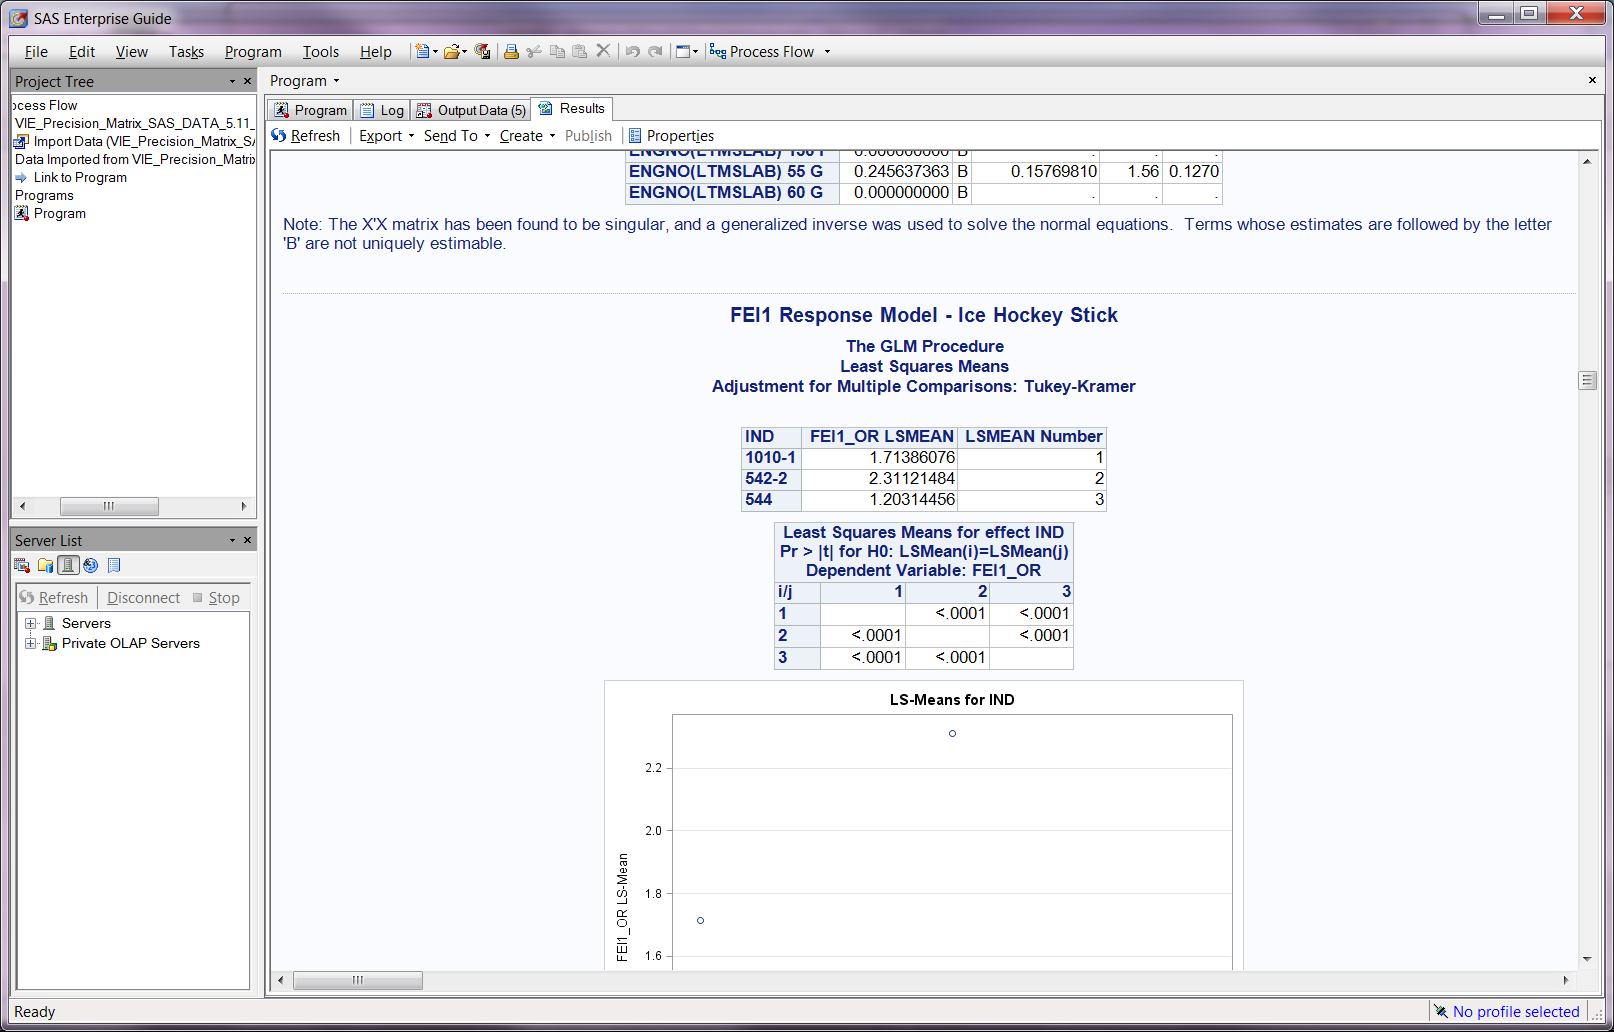 SAS Enterprise Guide
File Edit View Tasks Program Tools Help Process Flow
Project Tree
ocess Flow
VIE_Precision_Matrix_SAS_DATA_5.11_
Import Data (VIE_Precision_Matrix_SA
Data Imported from VIE_Precision_Matrix
Link to Program
Programs
Program
Server List
Refresh Disconnect Stop
Servers
Private OLAP Servers
Program
Program Log Output Data (5) Results
Refresh Export Send To Create Publish Properties
ENGNO(LTMSLAB) 0.000000000 B . . .
ENGNO(LTMSLAB) 55 G 0.245637363 B 0.15769810 1.56 0.1270
ENGNO(LTMSLAB) 60 G 0.000000000 B . . .
Note: The X'X matrix has been found to be singular, and a generalized inverse was used to solve the normal equations. Terms whose estimates are followed by the letter
'B' are not uniquely estimable.
FEI1 Response Model - Ice Hockey Stick
The GLM Procedure
Least Squares Means
Adjustment for Multiple Comparisons: Tukey-Kramer
IND FEI1_OR LSMEAN LSMEAN Number
1010-1 1.71386076 1
542-2 2.31121484 2
544 1.20314456 3
Least Squares Means for effect IND
Pr > |t| for H0: LSMean(i)=LSMean(j)
Dependent Variable: FEI1_OR
i/j 1 2 3
1 <.0001 <.0001
2 <.0001 <.0001
3 <.0001 <.0001
LS-Means for IND
2.2
2.0
1.8
1.6
FEI1_OR LS-Mean
Ready
No profile selected